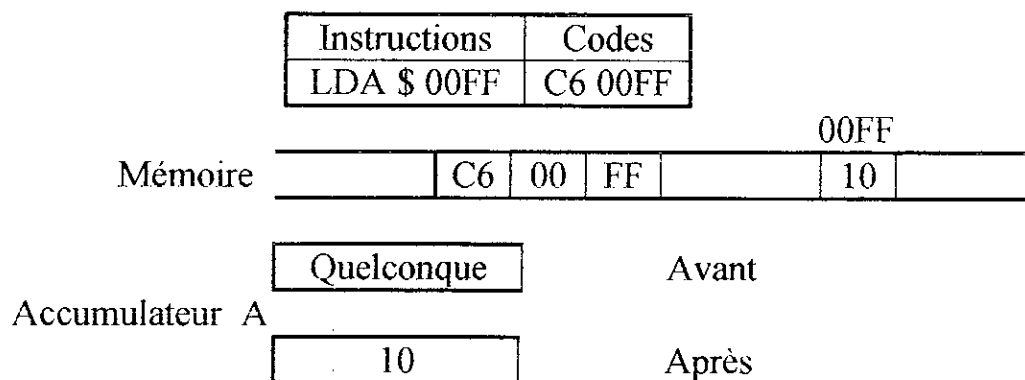 Instructions Codes
LDA $ 00FF C6 00FF
00FF
Mémoire C6 00 FF 10
Quelconque Avant
Accumulateur A
10 Après